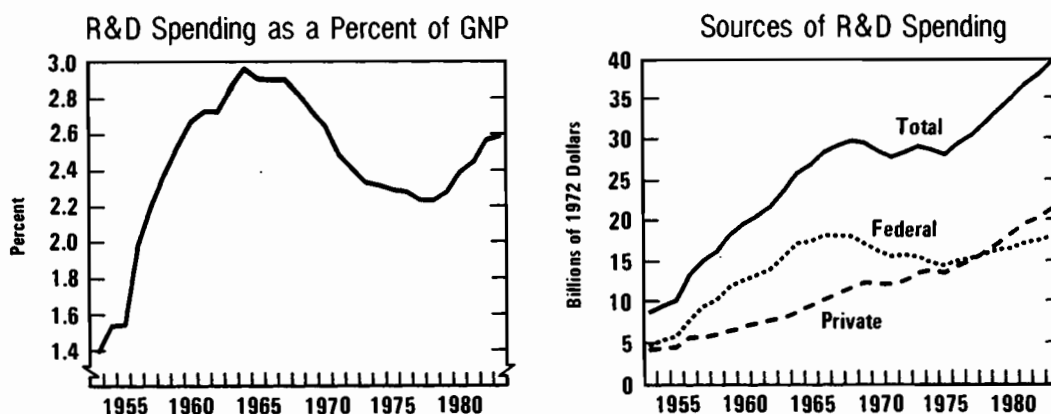 R&D Spending as a Percent of GNP
Percent
3.0
2.8
2.6
2.4
2.2
2.0
1.8
1.6
1.4
1955 1960 1965 1970 1975 1980
Sources of R&D Spending
Billions of 1972 Dollars
40
35
30
25
20
15
10
5
0
Total
Federal
Private
1955 1960 1965 1970 1975 1980